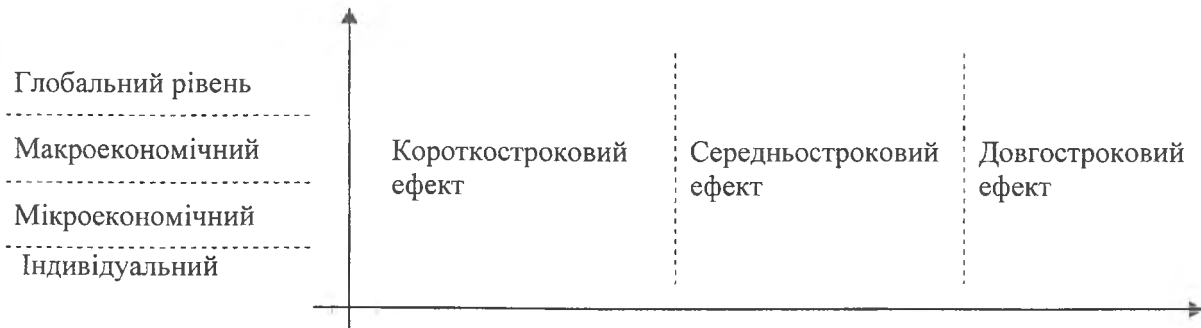 Глобальний рівень
Макроекономічний
Мікроекономічний
Індивідуальний
Короткостроковий
ефект
Середньостроковий
ефект
Довгостроковий
ефект